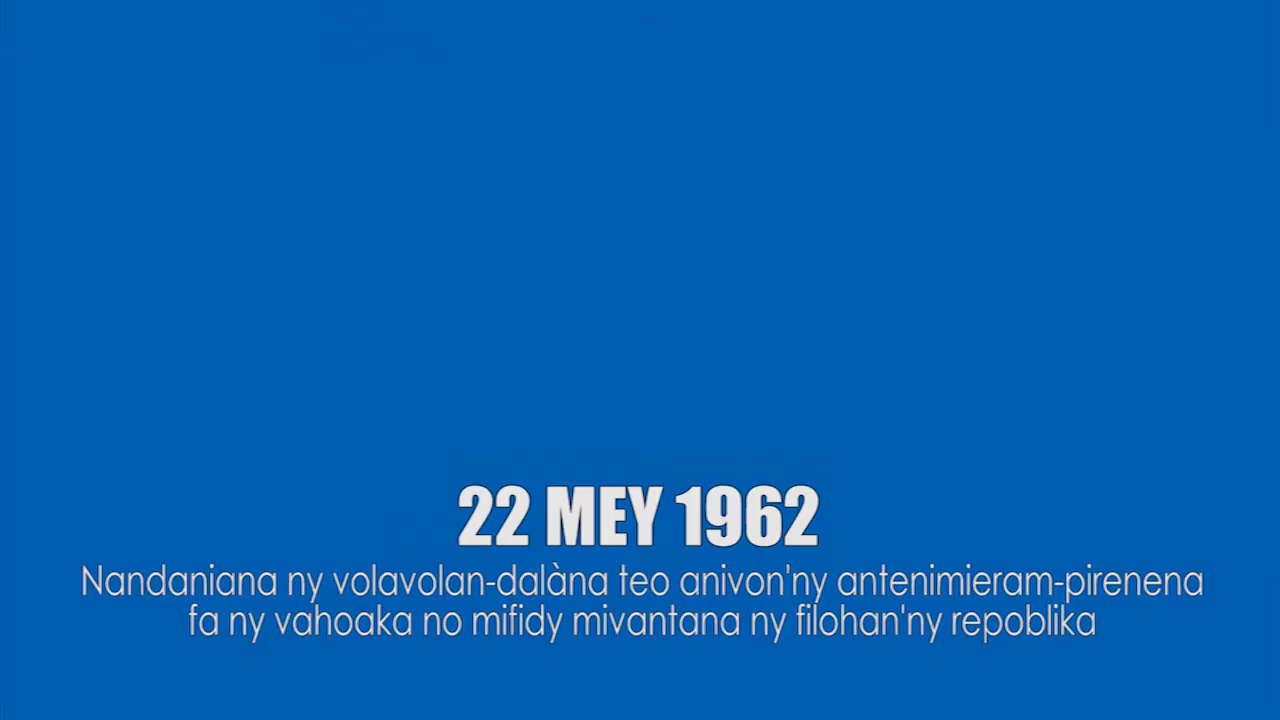 22 MEY 1962
Nandaniana ny volavolan-dalàna teo anivon'ny antenimieram-pirenena
fa ny vahoaka no mifidy mivantana ny filohan'ny repoblika